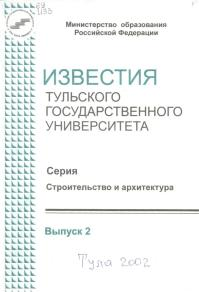 Министерство образования
Российской Федерации
ИЗВЕСТИЯ
ТУЛЬСКОГО
ГОСУДАРСТВЕННОГО
УНИВЕРСИТЕТА
Серия
Строительство и архитектура
Выпуск 2
Тула 2002